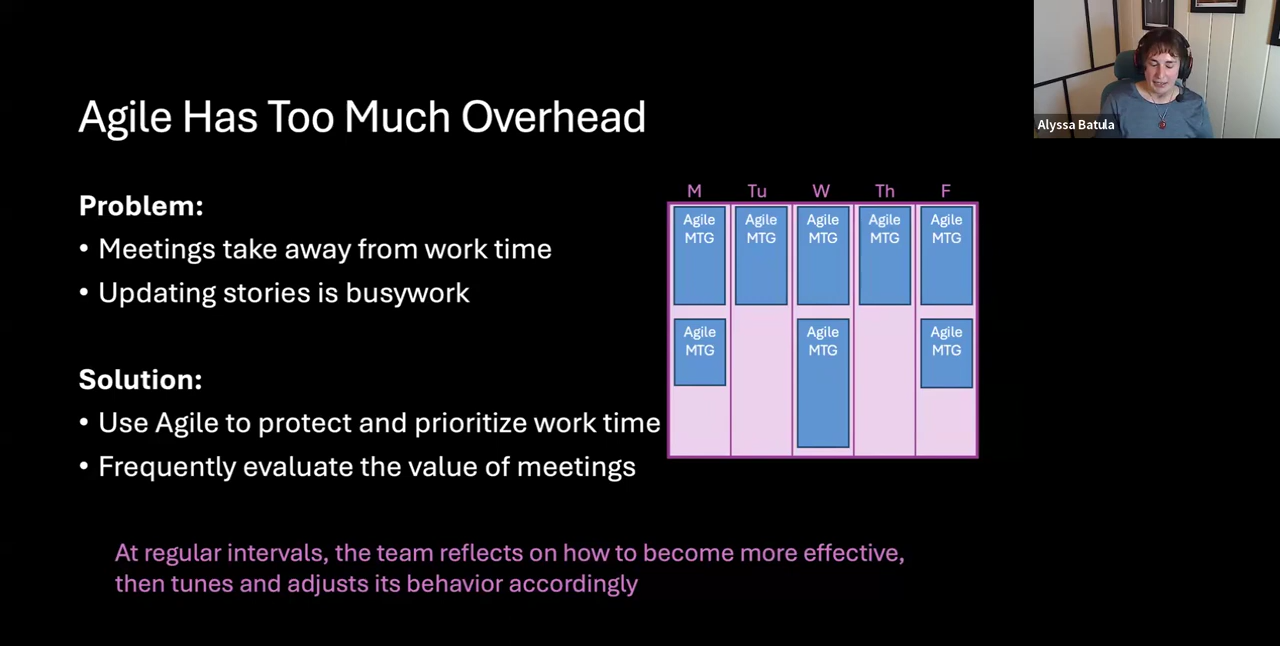 Agile Has Too Much Overhead
Alyssa Batula
Problem:
• Meetings take away from work time
• Updating stories is busywork
Solution:
• Use Agile to protect and prioritize work time
• Frequently evaluate the value of meetings
M Tu W Th F
Agile Agile Agile Agile Agile
MTG MTG MTG MTG MTG
Agile Agile Agile
MTG MTG MTG
At regular intervals, the team reflects on how to become more effective,
then tunes and adjusts its behavior accordingly